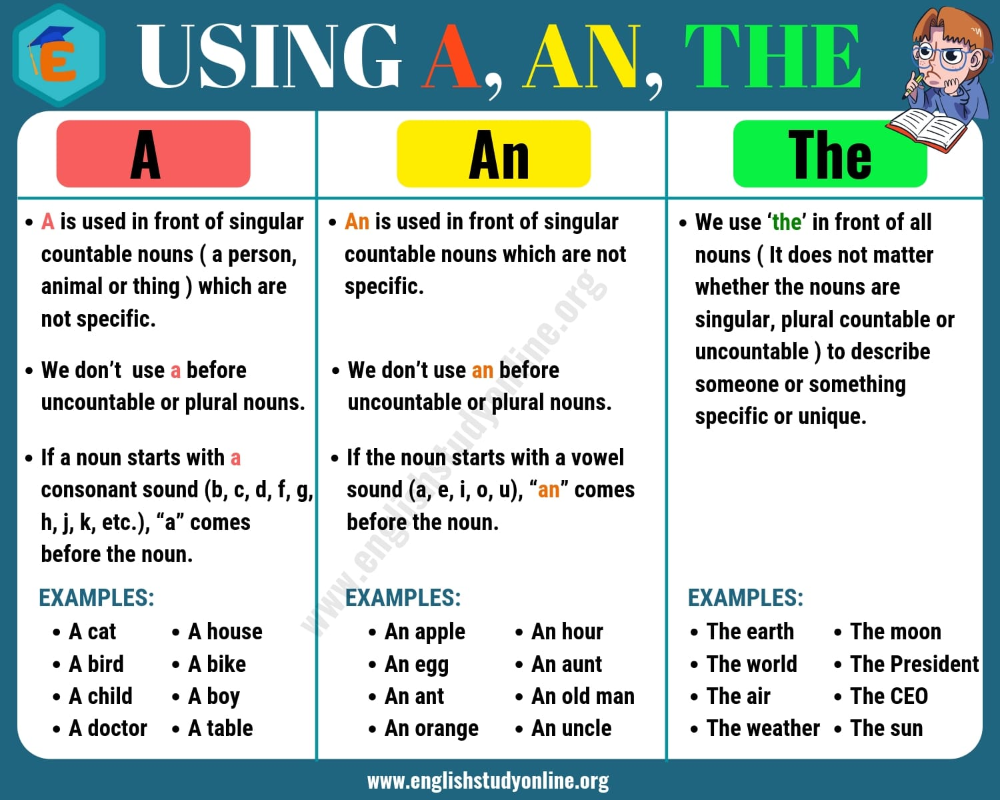 E
USING A, AN, THE
A
A is used in front of singular
countable nouns ( a person,
animal or thing ) which are
not specific.
We don’t use a before
uncountable or plural nouns.
If a noun starts with a
consonant sound (b, c, d, f, g,
h, j, k, etc.), “a” comes
before the noun.
EXAMPLES:
• A cat • A house
• A bird • A bike
• A child • A boy
• A doctor • A table
An
An is used in front of singular
countable nouns which are not
specific.
We don’t use an before
uncountable or plural nouns.
If the noun starts with a vowel
sound (a, e, i, o, u), “an” comes
before the noun.
EXAMPLES:
• An apple • An hour
• An egg • An aunt
• An ant • An old man
• An orange • An uncle
The
We use ‘the’ in front of all
nouns ( It does not matter
whether the nouns are
singular, plural countable or
uncountable ) to describe
someone or something
specific or unique.
EXAMPLES:
• The earth • The moon
• The world • The President
• The air • The CEO
• The weather • The sun
www.englishstudyonline.org
www.englishstudyonline.org